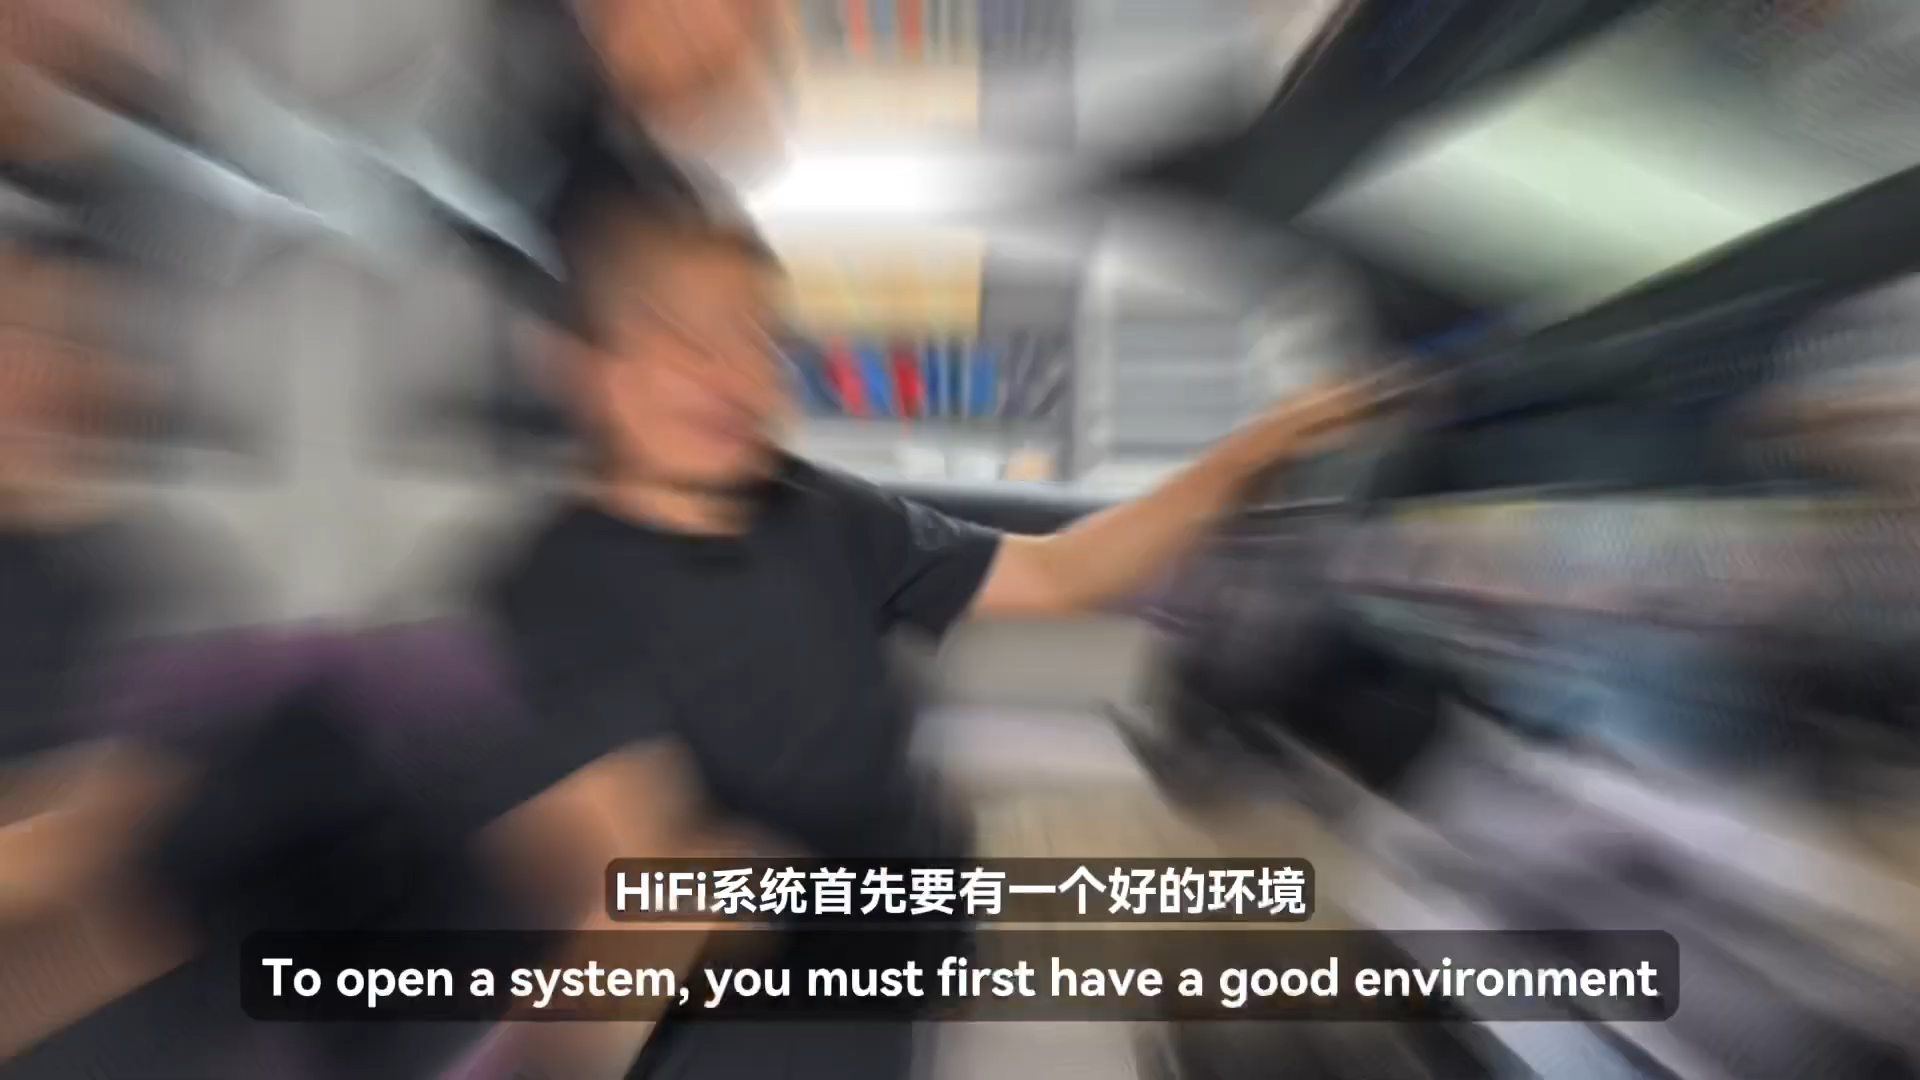 HiFi系统首先要有一个好的环境
To open a system, you must first have a good environment